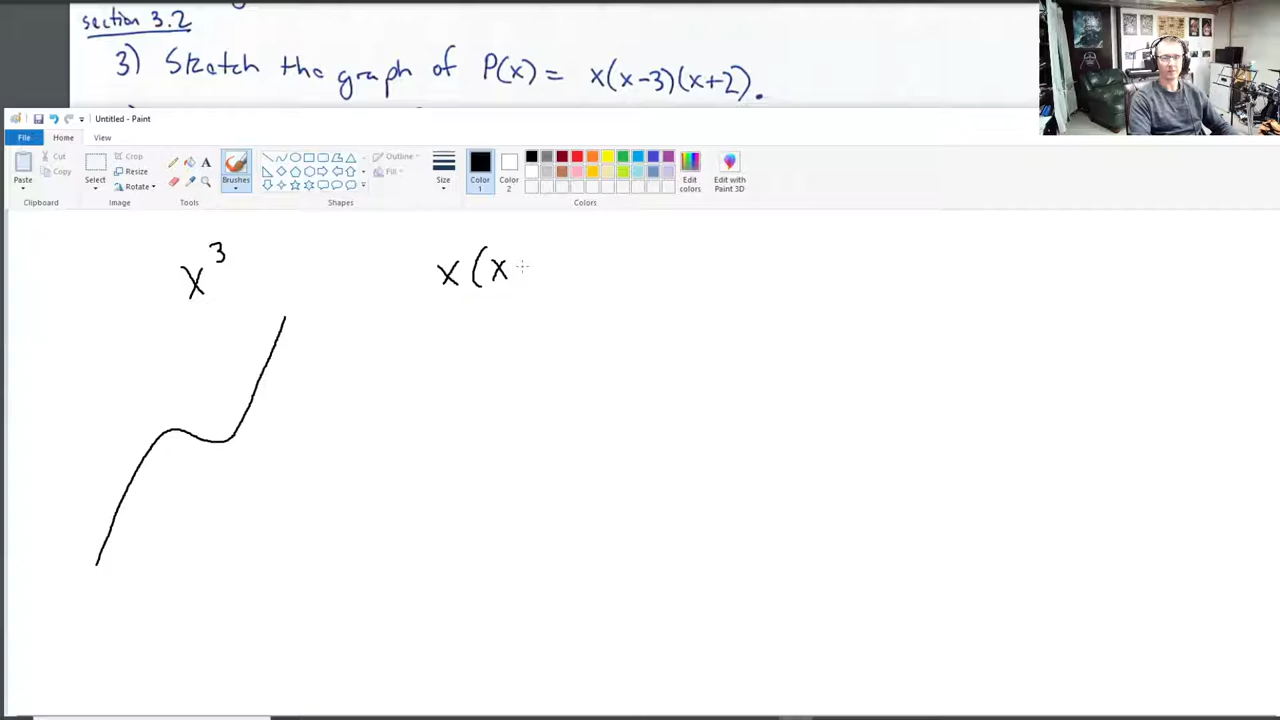 section 3.2
3) Sketch the graph of P(x) = x(x-3)(x+2).
Untitled - Paint
File Home View
Paste
Cut
Copy
Clipboard
Select
Crop
Resize
Rotate
Image
A
Tools
Brushes
Outline
Fill
Shapes
Size
Color 1
Color 2
Edit colors
Edit with Paint 3D
Colors
x³
x(x